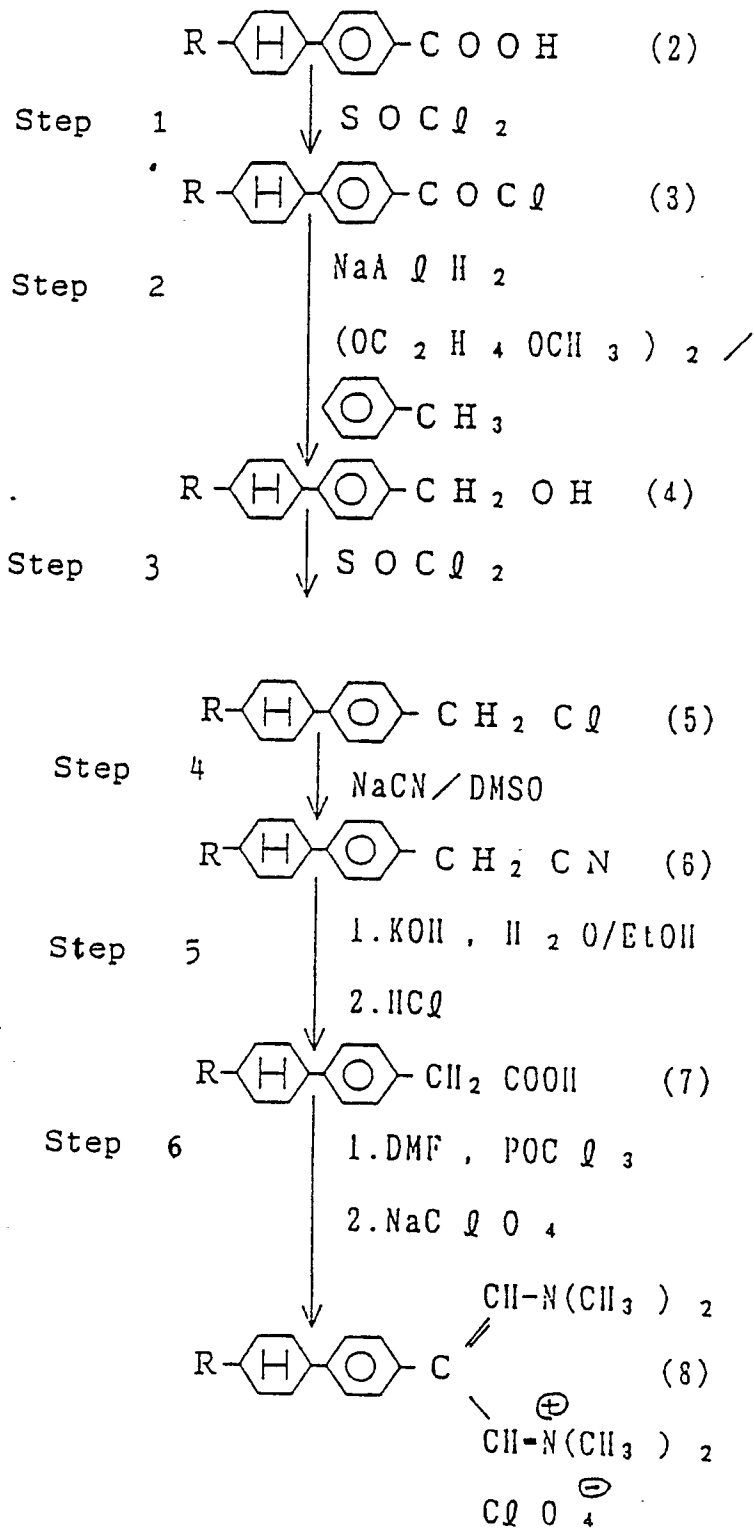 R-H-COOH (2)
Step 1 SOCl2
R-H-COCl (3)
Step 2 NaAlH2
(OC2H4OCH3)2/
CH3
R-H-CH2OH (4)
Step 3 SOCl2
R-H-CH2Cl (5)
Step 4 NaCN/DMSO
R-H-CH2CN (6)
Step 5 1.KOH, H2O/EtOH
2.HCl
R-H-CH2COOH (7)
Step 6 1.DMF, POCl3
2.NaClO4
CH-N(CH3)2
R-H-C (8)
CH-N⊕(CH3)2
ClO4⊖